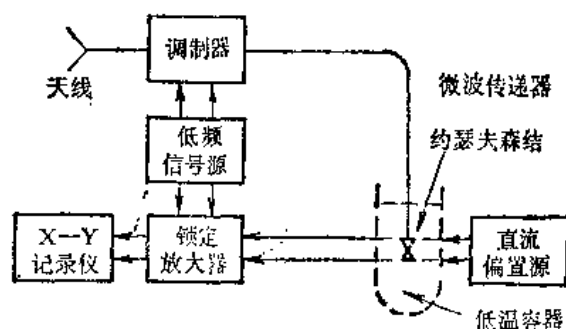 调制器
天线
微波传递器
约瑟夫森结
低频
信号源
X—Y
记录仪
锁定
放大器
直流
偏置源
低温容器